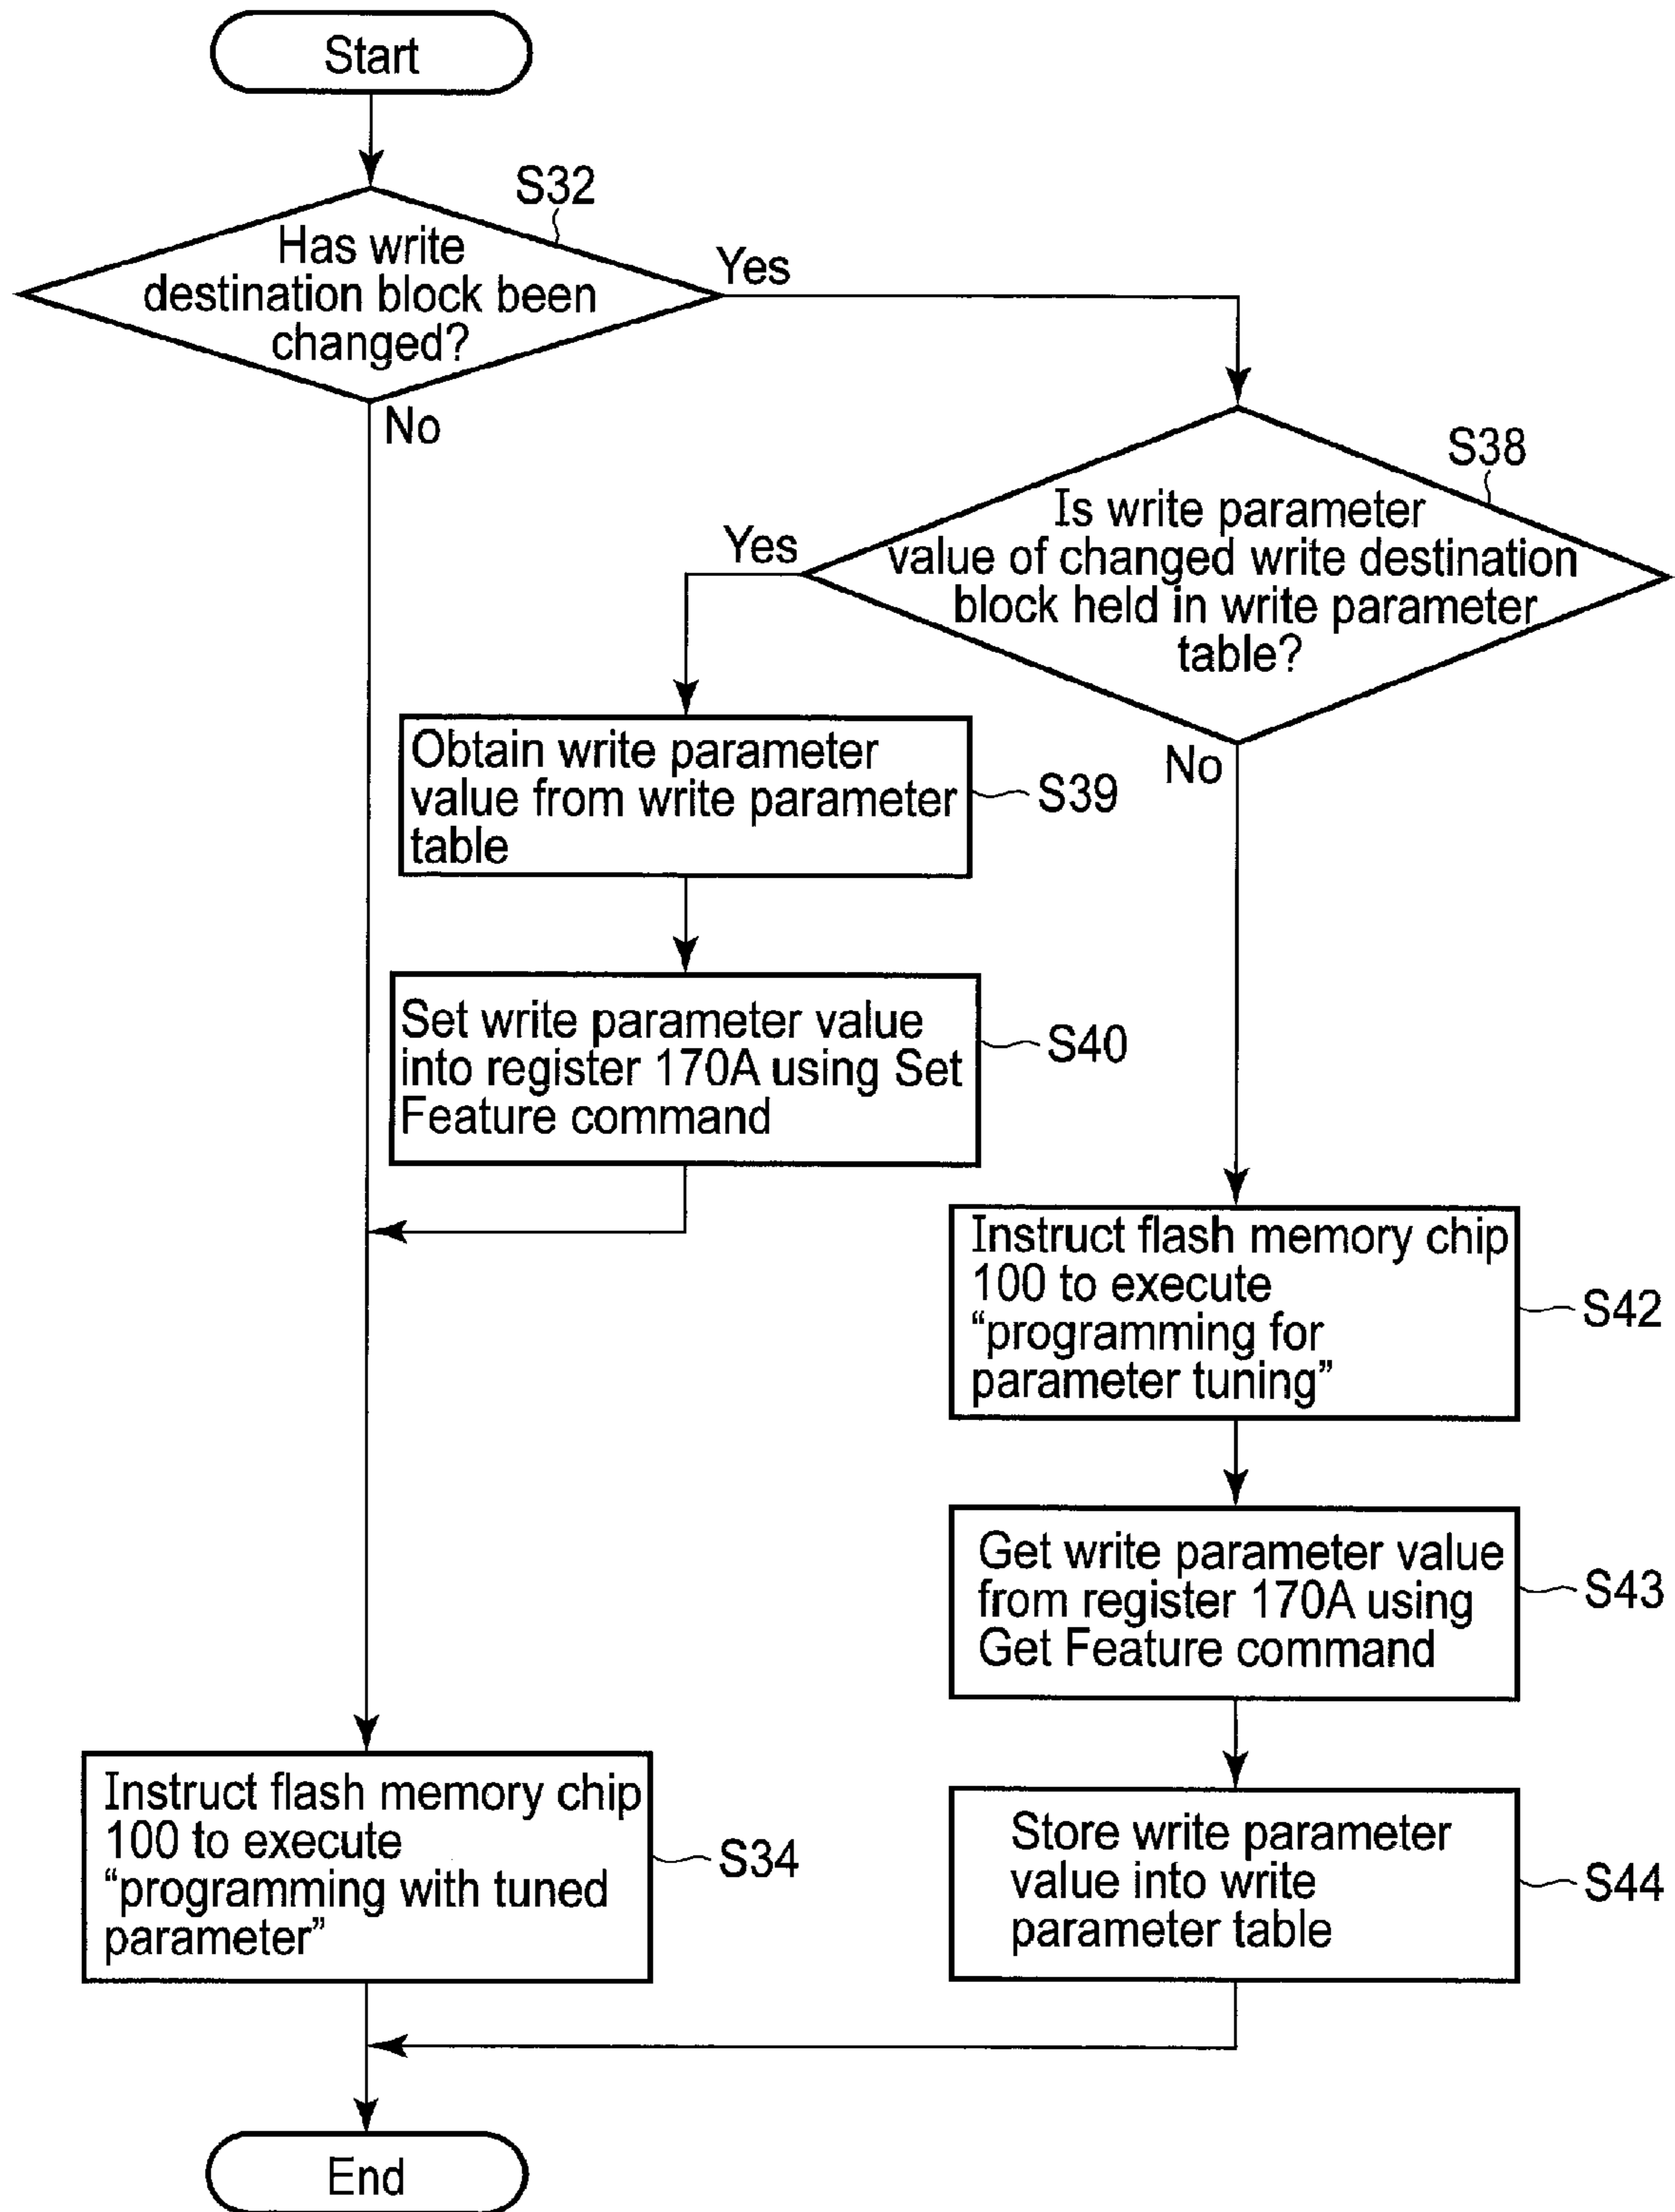 Start
S32
Has write
destination block been
changed?
Yes
No
S38
Is write parameter
value of changed write destination
block held in write parameter
table?
Yes
No
Obtain write parameter
value from write parameter
table
S39
Set write parameter value
into register 170A using Set
Feature command
S40
Instruct flash memory chip
100 to execute
“programming for
parameter tuning”
S42
Get write parameter value
from register 170A using
Get Feature command
S43
Instruct flash memory chip
100 to execute
“programming with tuned
parameter”
S34
Store write parameter
value into write
parameter table
S44
End